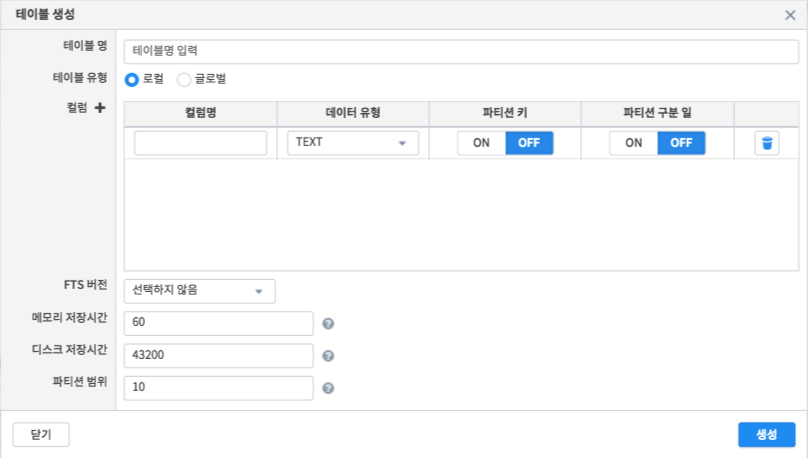 테이블 생성
테이블 명
테이블명 입력
테이블 유형
로컬 글로벌
컬럼
컬럼명 데이터 유형 파티션 키 파티션 구분 일
TEXT ON OFF ON OFF
FTS 버전
선택하지 않음
메모리 저장시간
60
디스크 저장시간
43200
파티션 범위
10
닫기 생성